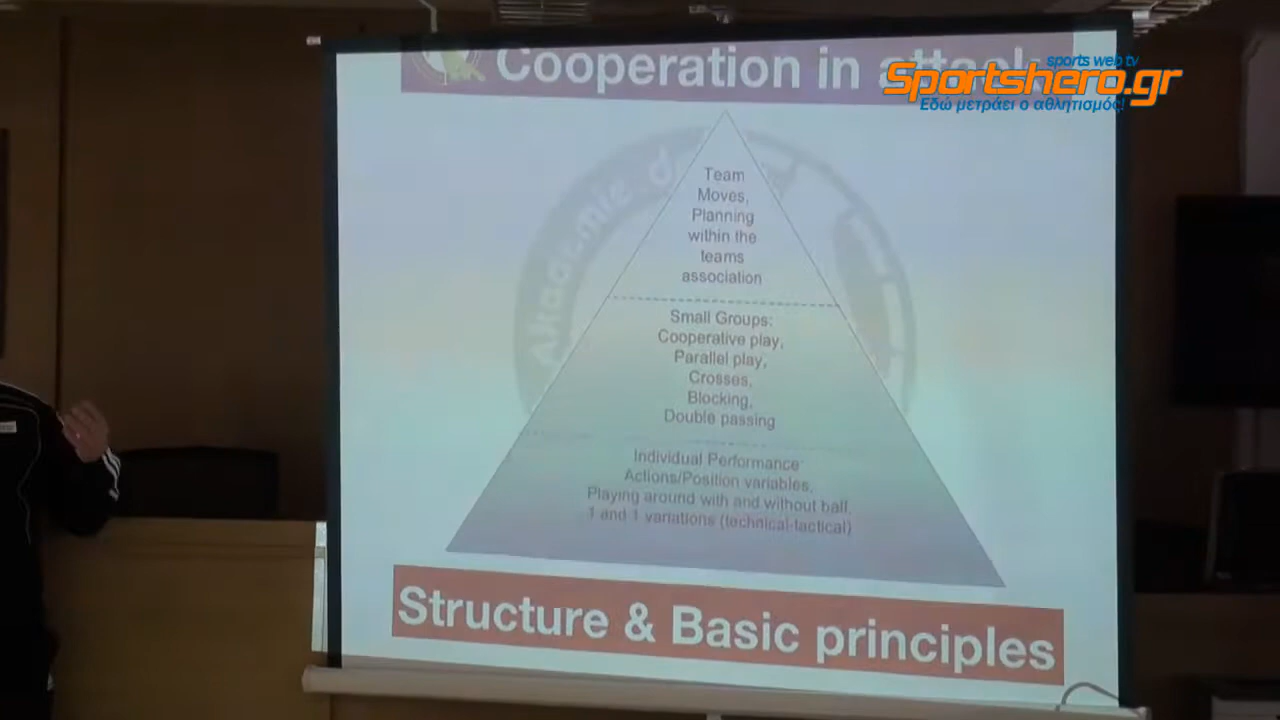 Cooperation in attack
sports web tv
Sportshero.gr
Εδώ μετράει ο αθλητισμός!
Team
Moves,
Planning
within the
teams
association
Small Groups:
Cooperative play,
Parallel play,
Crosses,
Blocking,
Double passing
Individual Performance
Actions/Position variables,
Playing around with and without ball,
1 and 1 variations (technical-tactical)
Structure & Basic principles
Akademie d